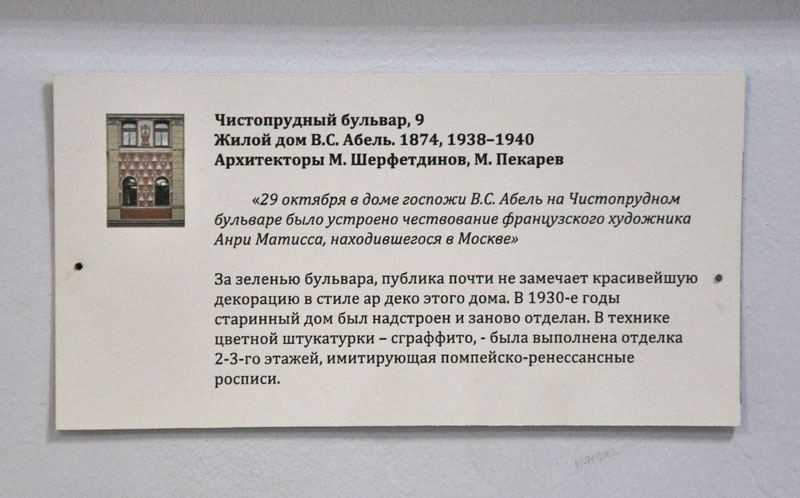 Чистопрудный бульвар, 9
Жилой дом В.С. Абель. 1874, 1938–1940
Архитекторы М. Шерфетдинов, М. Пекарев
«29 октября в доме госпожи В.С. Абель на Чистопрудном
бульваре было устроено чествование французского художника
Анри Матисса, находившегося в Москве»
За зеленью бульвара, публика почти не замечает красивейшую
декорацию в стиле ар деко этого дома. В 1930-е годы
старинный дом был надстроен и заново отделан. В технике
цветной штукатурки – сграффито, - была выполнена отделка
2-3-го этажей, имитирующая помпейско-ренессансные
росписи.